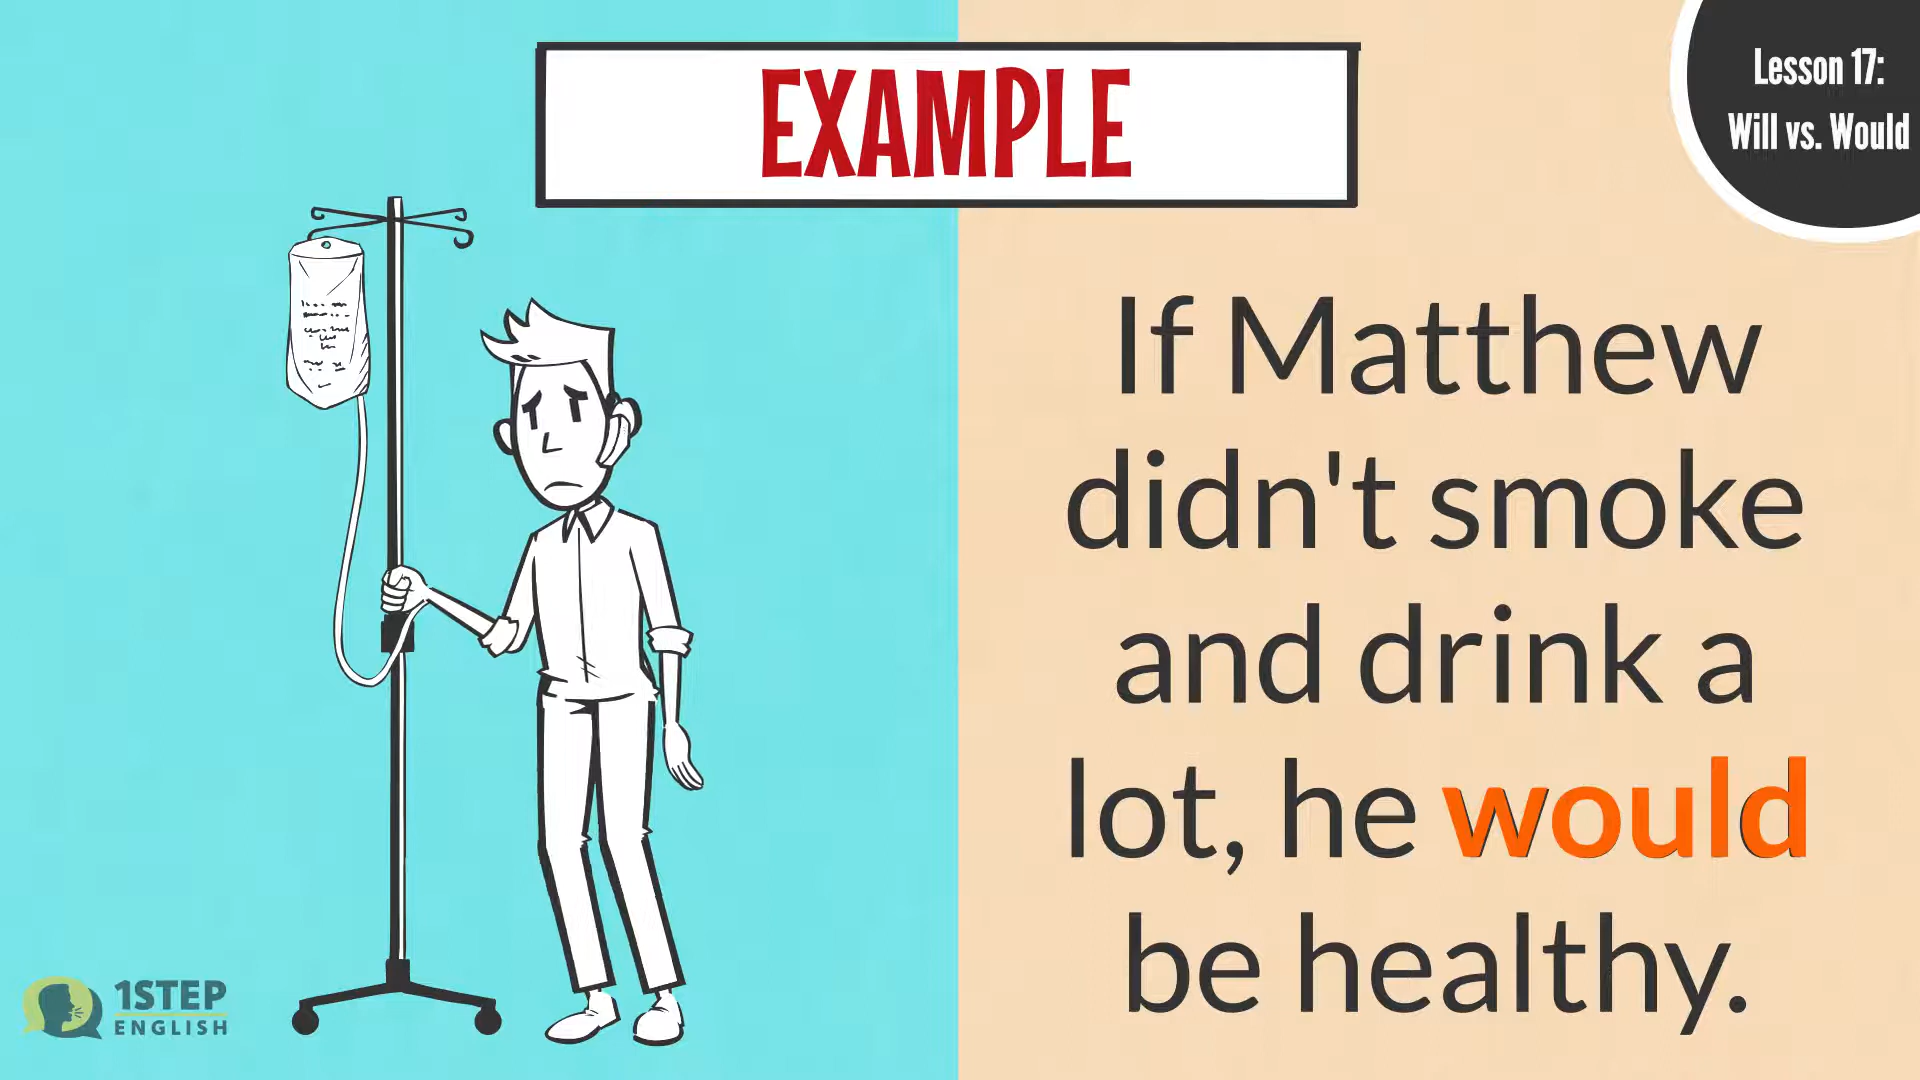 EXAMPLE
Lesson 17:
Will vs. Would
If Matthew
didn't smoke
and drink a
lot, he would
be healthy.
1STEP
ENGLISH